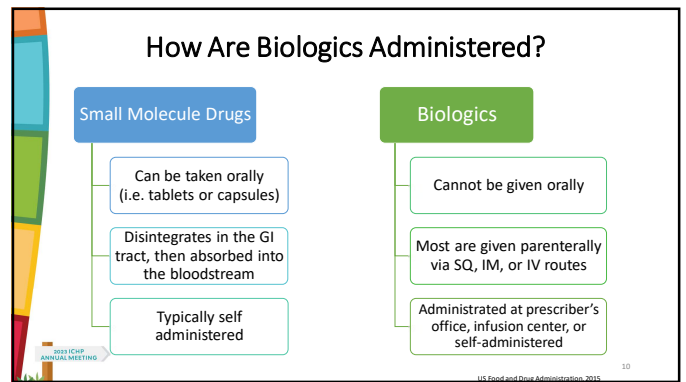 How Are Biologics Administered?
Small Molecule Drugs
Can be taken orally
(i.e. tablets or capsules)
Disintegrates in the GI
tract, then absorbed into
the bloodstream
Typically self
administered
Biologics
Cannot be given orally
Most are given parenterally
via SQ, IM, or IV routes
Administrated at prescriber's
office, infusion center, or
self-administered
2023 ICHP
ANNUAL MEETING
10
US Food and Drug Administration, 2015